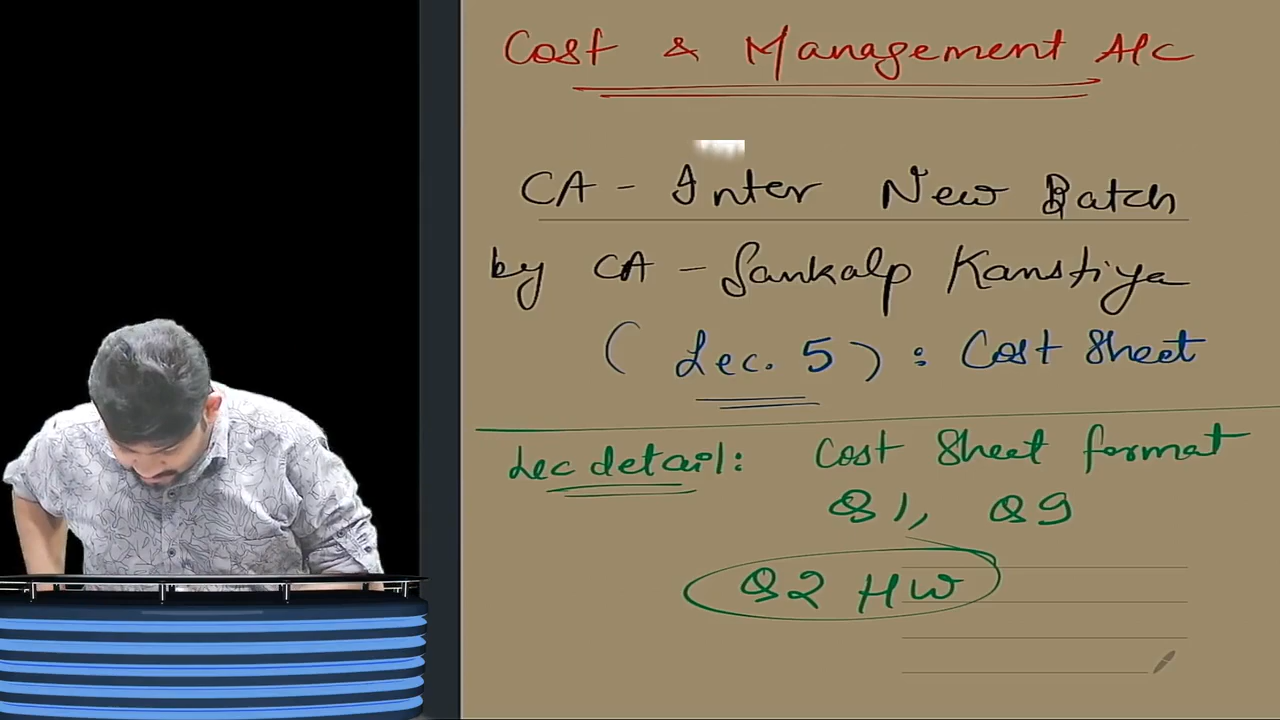 Cost & Management A/c
CA - Inter New Batch
by CA - Sankalp Kanstiya
(Lec. 5) : Cost Sheet
Lec detail: Cost Sheet format
Q1, Q9
Q2 HW